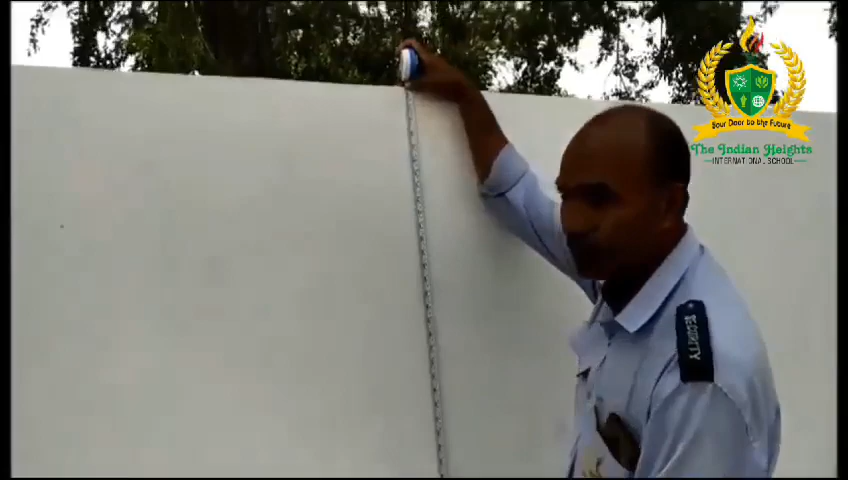 Your Door to the Future
The Indian Heights
INTERNATIONAL SCHOOL
SECURITY